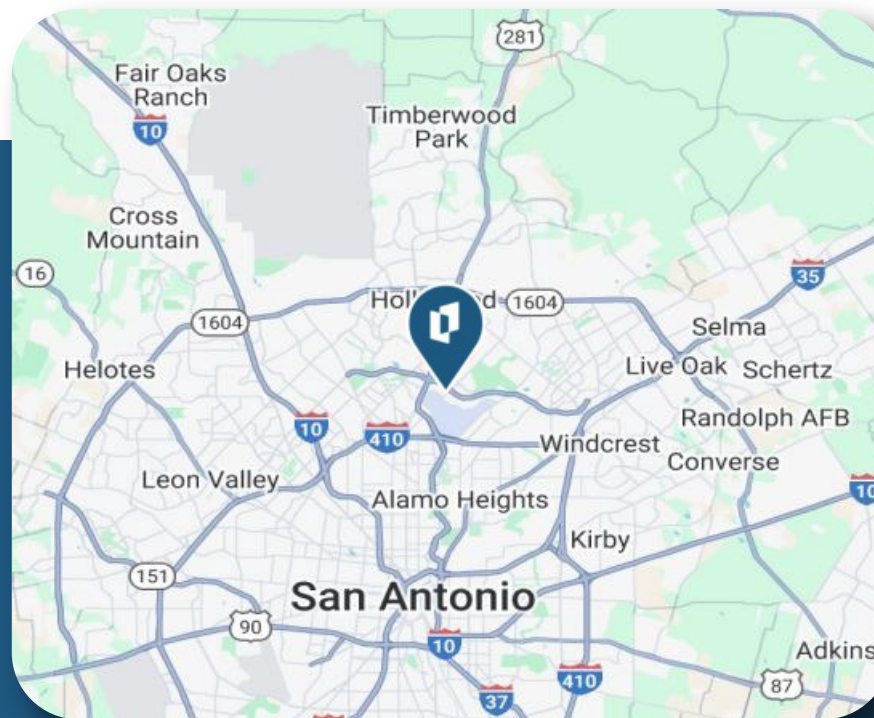 281
Fair Oaks
Ranch
Timberwood
Park
10
Cross
Mountain
16
35
1604
1604
Selma
Helotes
Live Oak
Schertz
10
410
Randolph AFB
Windcrest
Converse
Leon Valley
10
Alamo Heights
Kirby
151
San Antonio
90
10
Adkins
410
87
37